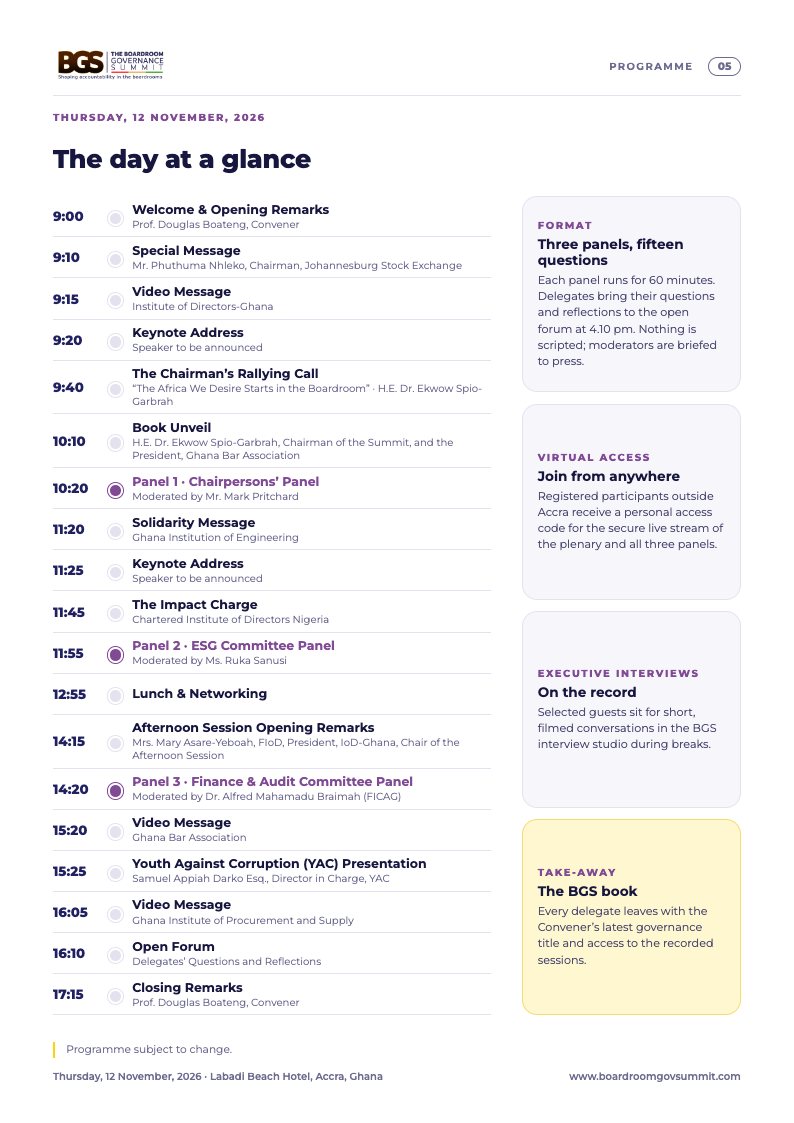 BGS
THE BOARDROOM
GOVERNANCE
SUMMIT
Shaping accountability in the boardrooms
PROGRAMME 05
THURSDAY, 12 NOVEMBER, 2026
The day at a glance
9:00
Welcome & Opening Remarks
Prof. Douglas Boateng, Convener
9:10
Special Message
Mr. Phuthuma Nhleko, Chairman, Johannesburg Stock Exchange
9:15
Video Message
Institute of Directors-Ghana
9:20
Keynote Address
Speaker to be announced
9:40
The Chairman’s Rallying Call
“The Africa We Desire Starts in the Boardroom” · H.E. Dr. Ekwow Spio-
Garbrah
10:10
Book Unveil
H.E. Dr. Ekwow Spio-Garbrah, Chairman of the Summit, and the
President, Ghana Bar Association
10:20
Panel 1 · Chairpersons’ Panel
Moderated by Mr. Mark Pritchard
11:20
Solidarity Message
Ghana Institution of Engineering
11:25
Keynote Address
Speaker to be announced
11:45
The Impact Charge
Chartered Institute of Directors Nigeria
11:55
Panel 2 · ESG Committee Panel
Moderated by Ms. Ruka Sanusi
12:55
Lunch & Networking
14:15
Afternoon Session Opening Remarks
Mrs. Mary Asare-Yeboah, FIoD, President, IoD-Ghana, Chair of the
Afternoon Session
14:20
Panel 3 · Finance & Audit Committee Panel
Moderated by Dr. Alfred Mahamadu Braimah (FICAG)
15:20
Video Message
Ghana Bar Association
15:25
Youth Against Corruption (YAC) Presentation
Samuel Appiah Darko Esq., Director in Charge, YAC
16:05
Video Message
Ghana Institute of Procurement and Supply
16:10
Open Forum
Delegates’ Questions and Reflections
17:15
Closing Remarks
Prof. Douglas Boateng, Convener
FORMAT
Three panels, fifteen
questions
Each panel runs for 60 minutes.
Delegates bring their questions
and reflections to the open
forum at 4.10 pm. Nothing is
scripted; moderators are briefed
to press.
VIRTUAL ACCESS
Join from anywhere
Registered participants outside
Accra receive a personal access
code for the secure live stream of
the plenary and all three panels.
EXECUTIVE INTERVIEWS
On the record
Selected guests sit for short,
filmed conversations in the BGS
interview studio during breaks.
TAKE-AWAY
The BGS book
Every delegate leaves with the
Convener’s latest governance
title and access to the recorded
sessions.
Programme subject to change.
Thursday, 12 November, 2026 · Labadi Beach Hotel, Accra, Ghana
www.boardroomgovsummit.com